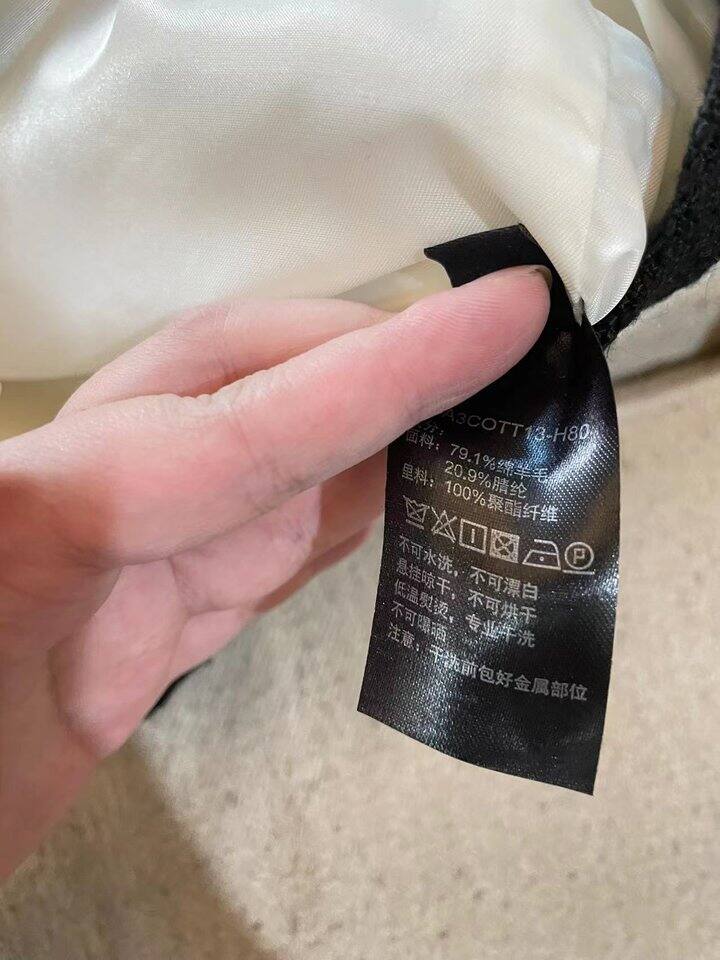 A3COTT13-H80
成分:
面料: 79.1%绵羊毛
20.9%腈纶
里料: 100%聚酯纤维
P
不可水洗, 不可漂白
悬挂晾干, 不可烘干
低温熨烫, 专业干洗
不可曝晒
注意: 干洗前包好金属部位